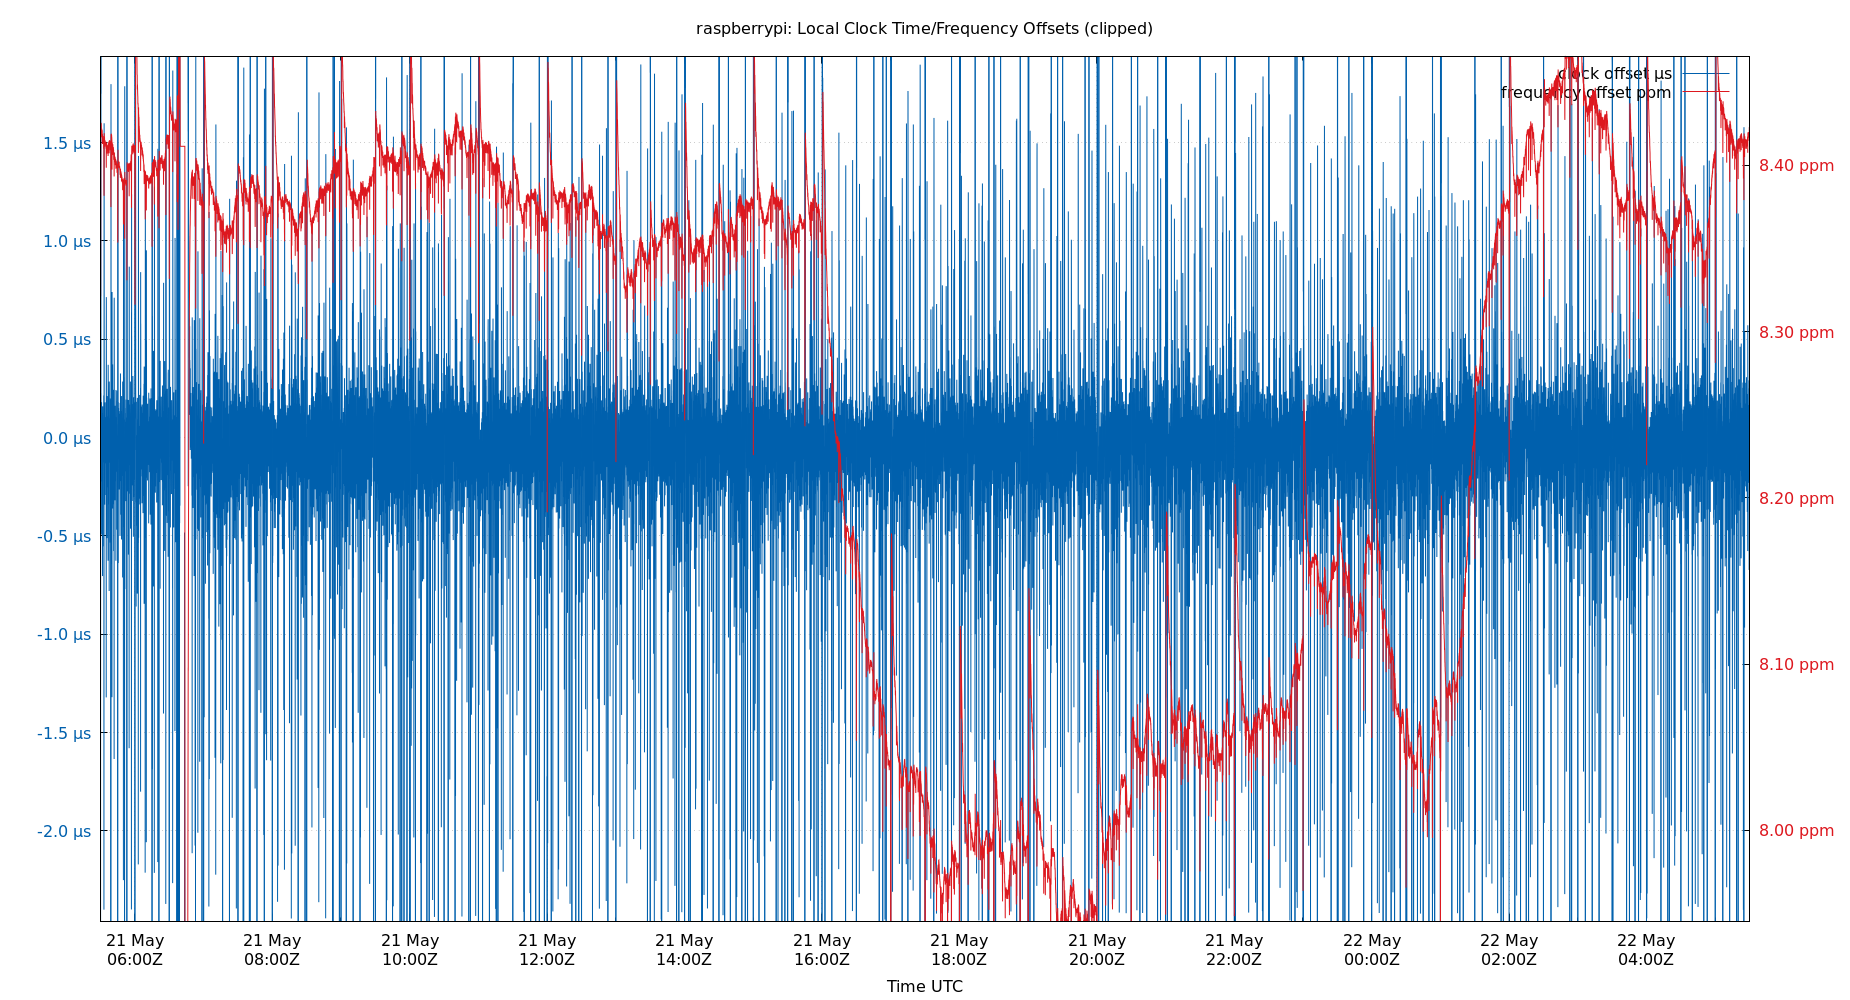 raspberrypi: Local Clock Time/Frequency Offsets (clipped)
clock offset μs
frequency offset ppm
1.5 μs
1.0 μs
0.5 μs
0.0 μs
-0.5 μs
-1.0 μs
-1.5 μs
-2.0 μs
8.40 ppm
8.30 ppm
8.20 ppm
8.10 ppm
8.00 ppm
21 May 21 May 21 May 21 May 21 May 21 May 21 May 21 May 21 May 22 May 22 May 22 May
06:00Z 08:00Z 10:00Z 12:00Z 14:00Z 16:00Z 18:00Z 20:00Z 22:00Z 00:00Z 02:00Z 04:00Z
Time UTC